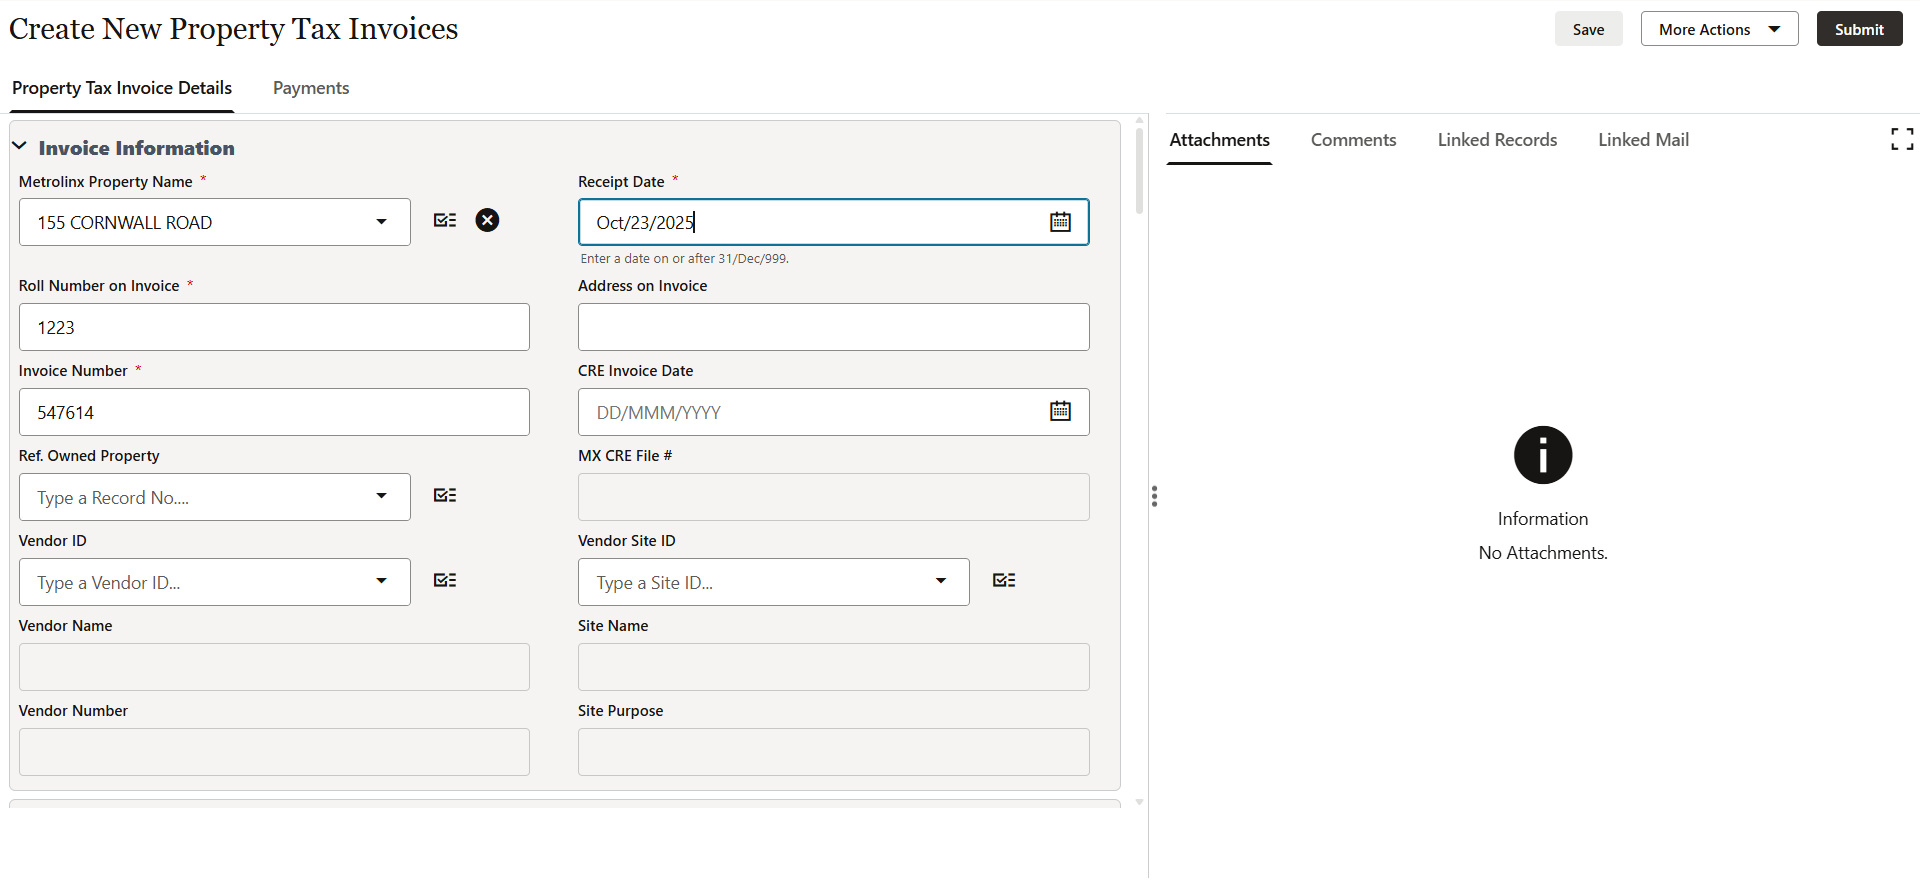 Create New Property Tax Invoices
Save
More Actions
Submit
Property Tax Invoice Details
Payments
Invoice Information
Metrolinx Property Name *
155 CORNWALL ROAD
Receipt Date *
Oct/23/2025
Enter a date on or after 31/Dec/999.
Roll Number on Invoice *
1223
Address on Invoice
Invoice Number *
547614
CRE Invoice Date
DD/MMM/YYYY
Ref. Owned Property
Type a Record No....
MX CRE File #
Vendor ID
Type a Vendor ID...
Vendor Site ID
Type a Site ID...
Vendor Name
Site Name
Vendor Number
Site Purpose
Attachments
Comments
Linked Records
Linked Mail
Information
No Attachments.